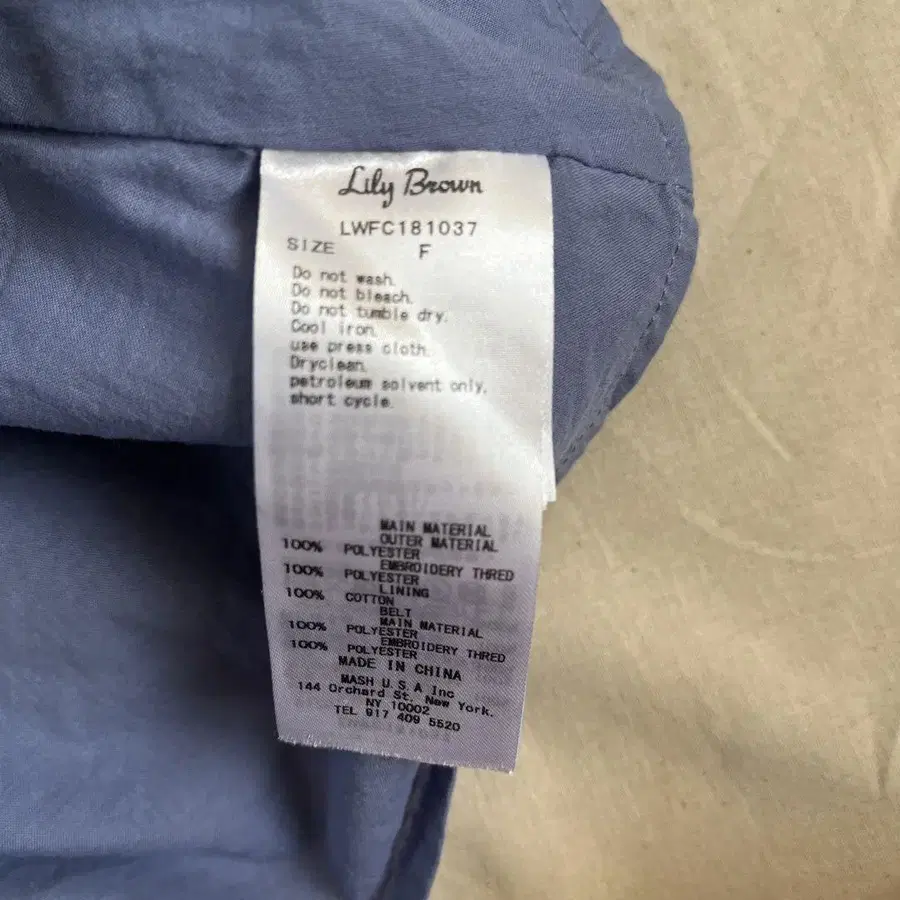 Lily Brown
LWFC181037
SIZE F
Do not wash.
Do not bleach.
Do not tumble dry.
Cool iron.
use press cloth.
Dryclean.
petroleum solvent only.
short cycle.
MAIN MATERIAL
OUTER MATERIAL
100% POLYESTER
EMBROIDERY THRED
100% POLYESTER
LINING
100% COTTON
BELT
MAIN MATERIAL
100% POLYESTER
EMBROIDERY THRED
100% POLYESTER
MADE IN CHINA
MASH U.S.A Inc
144 Orchard St. New York.
NY 10002
TEL 917 409 5520